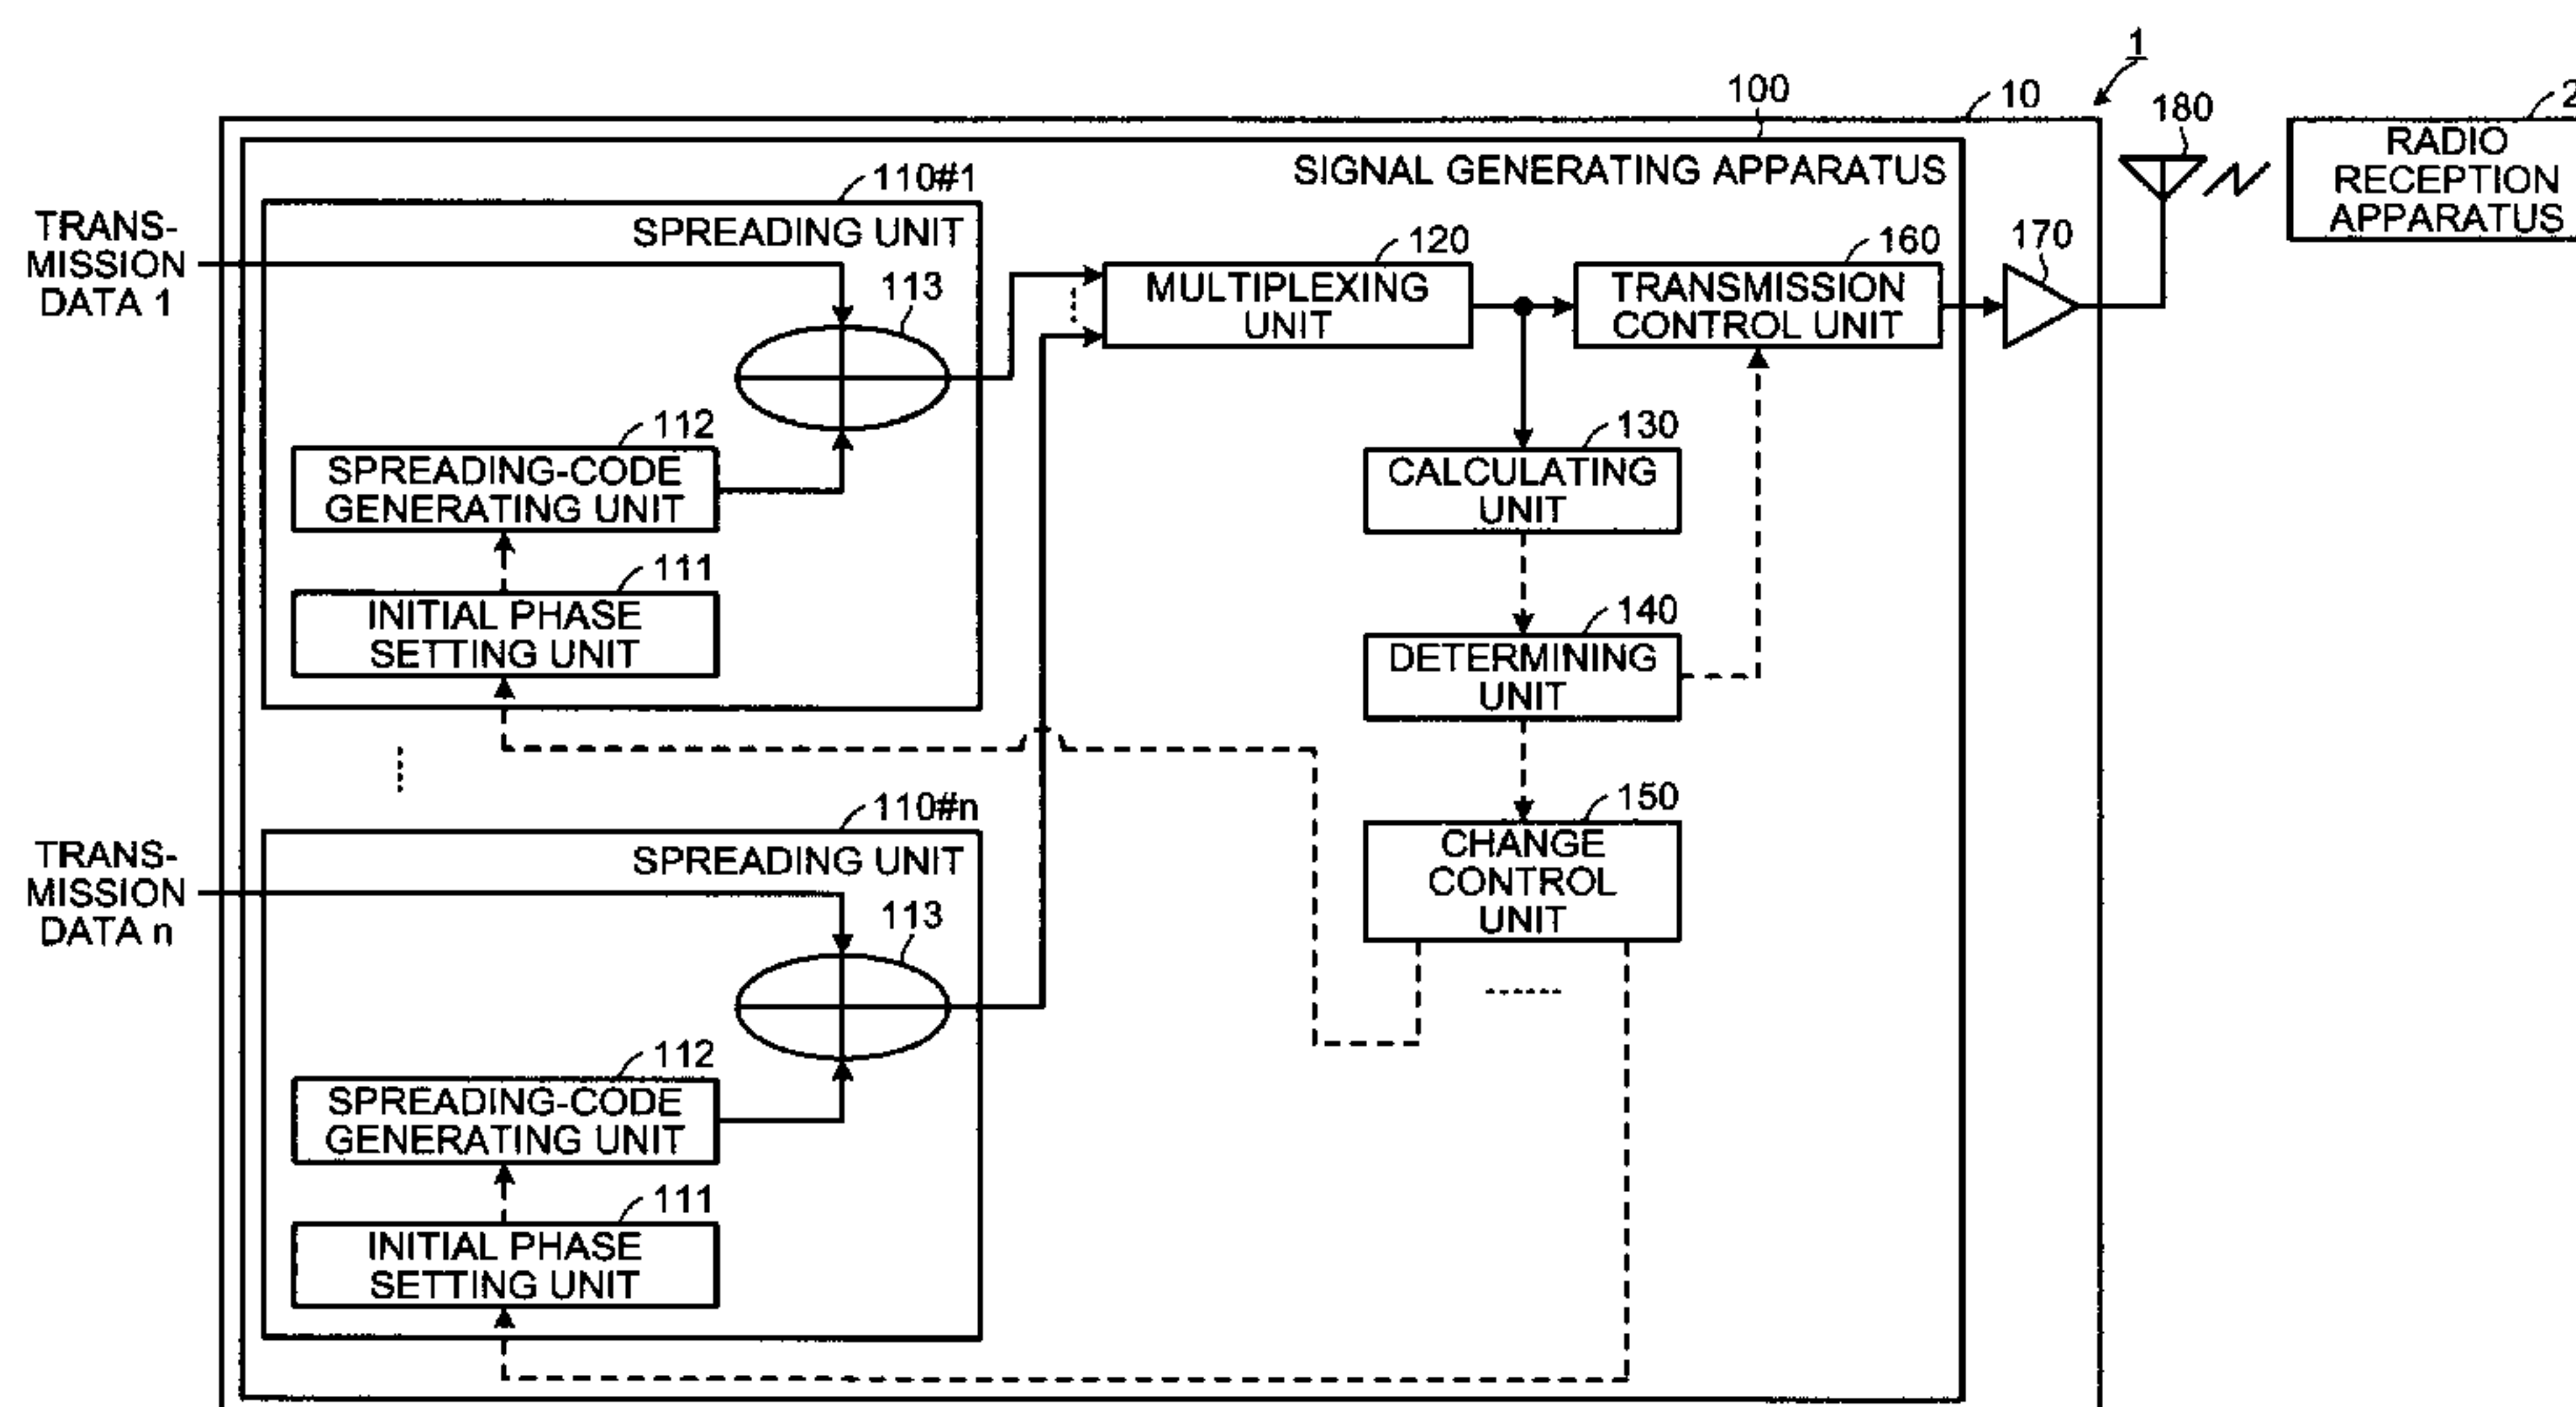 1
100
10
180
2
RADIO
RECEPTION
APPARATUS
SIGNAL GENERATING APPARATUS
110#1
SPREADING UNIT
TRANS-
MISSION
DATA 1
113
120
MULTIPLEXING
UNIT
160
TRANSMISSION
CONTROL UNIT
170
112
SPREADING-CODE
GENERATING UNIT
130
CALCULATING
UNIT
111
INITIAL PHASE
SETTING UNIT
140
DETERMINING
UNIT
110#n
SPREADING UNIT
TRANS-
MISSION
DATA n
113
150
CHANGE
CONTROL
UNIT
112
SPREADING-CODE
GENERATING UNIT
111
INITIAL PHASE
SETTING UNIT